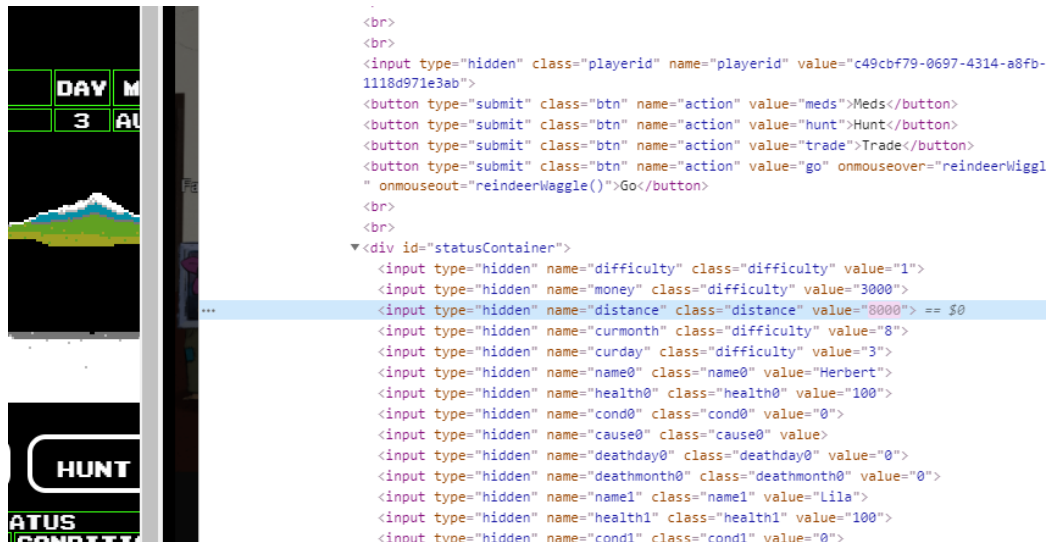 <br>
<br>
<input type="hidden" class="playerid" name="playerid" value="c49cbf79-0697-4314-a8fb-
1118d971e3ab">
<button type="submit" class="btn" name="action" value="meds">Meds</button>
<button type="submit" class="btn" name="action" value="hunt">Hunt</button>
<button type="submit" class="btn" name="action" value="trade">Trade</button>
<button type="submit" class="btn" name="action" value="go" onmouseover="reindeerWiggl
" onmouseout="reindeerWaggle()">Go</button>
<br>
<br>
▼<div id="statusContainer">
<input type="hidden" name="difficulty" class="difficulty" value="1">
<input type="hidden" name="money" class="difficulty" value="3000">
... <input type="hidden" name="distance" class="distance" value="8000"> == $0
<input type="hidden" name="curmonth" class="difficulty" value="8">
<input type="hidden" name="curday" class="difficulty" value="3">
<input type="hidden" name="name0" class="name0" value="Herbert">
<input type="hidden" name="health0" class="health0" value="100">
<input type="hidden" name="cond0" class="cond0" value="0">
<input type="hidden" name="cause0" class="cause0" value>
<input type="hidden" name="deathday0" class="deathday0" value="0">
<input type="hidden" name="deathmonth0" class="deathmonth0" value="0">
<input type="hidden" name="name1" class="name1" value="Lila">
<input type="hidden" name="health1" class="health1" value="100">
<input type="hidden" name="cond1" class="cond1" value="0">
DAY M
3 AU
HUNT
ATUS
CONDITI